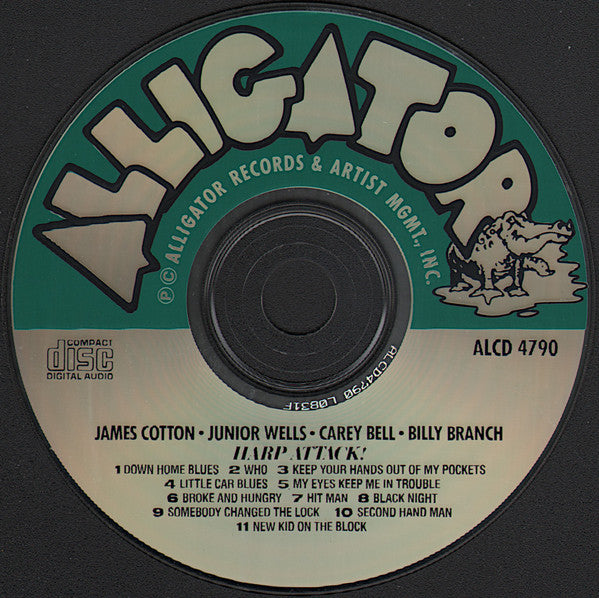 ALLIGATOR
℗ © ALLIGATOR RECORDS & ARTIST MGMT., INC.
COMPACT
disc
DIGITAL AUDIO
ALCD 4790
ALCD4790 L0831F
JAMES COTTON • JUNIOR WELLS • CAREY BELL • BILLY BRANCH
HARP ATTACK!
1 DOWN HOME BLUES 2 WHO 3 KEEP YOUR HANDS OUT OF MY POCKETS
4 LITTLE CAR BLUES 5 MY EYES KEEP ME IN TROUBLE
6 BROKE AND HUNGRY 7 HIT MAN 8 BLACK NIGHT
9 SOMEBODY CHANGED THE LOCK 10 SECOND HAND MAN
11 NEW KID ON THE BLOCK